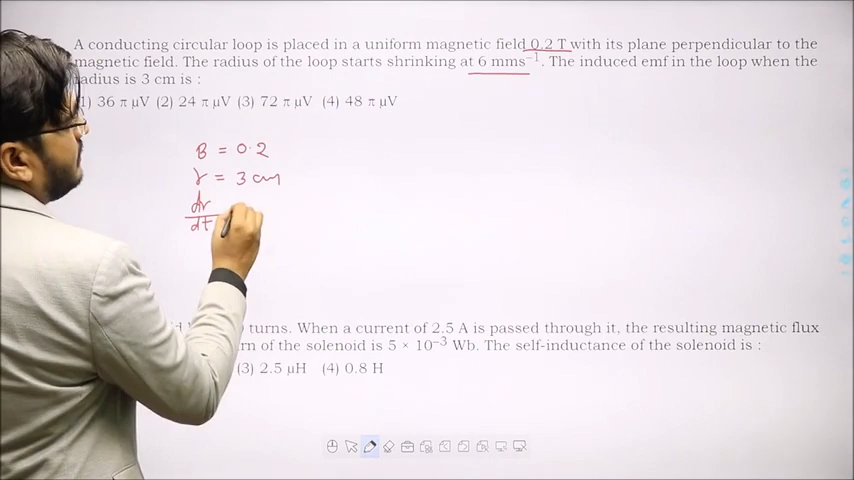 A conducting circular loop is placed in a uniform magnetic field 0.2 T with its plane perpendicular to the
magnetic field. The radius of the loop starts shrinking at 6 mms⁻¹. The induced emf in the loop when the
radius is 3 cm is :
1) 36 π μV (2) 24 π μV (3) 72 π μV (4) 48 π μV
B = 0.2
r = 3 cm
dr
dt
turns. When a current of 2.5 A is passed through it, the resulting magnetic flux
rn of the solenoid is 5 × 10⁻³ Wb. The self-inductance of the solenoid is :
(3) 2.5 μH (4) 0.8 H